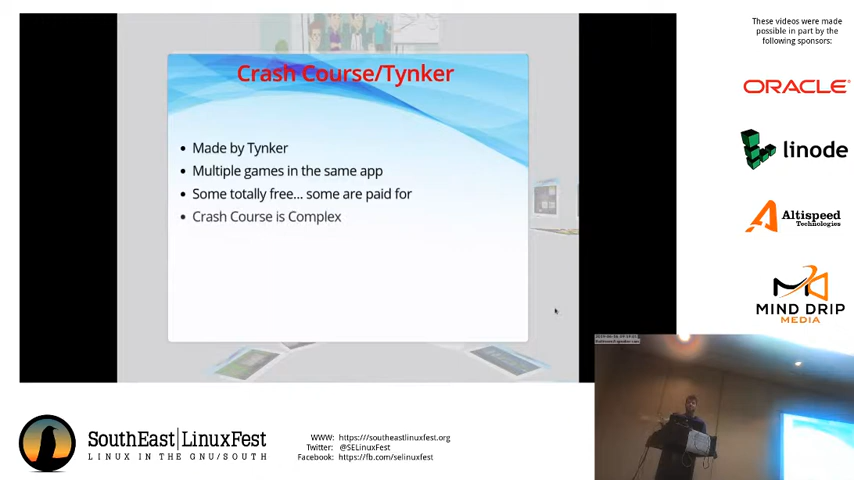 These videos were made
possible in part by the
following sponsors:
Crash Course/Tynker
Made by Tynker
Multiple games in the same app
Some totally free... some are paid for
Crash Course is Complex
ORACLE
linode
Altispeed
Technologies
MIND DRIP
MEDIA
SouthEast|LinuxFest
LINUX IN THE GNU/SOUTH
WWW: https:///southeastlinuxfest.org
Twitter: @SELinuxFest
Facebook: https://fb.com/selinuxfest